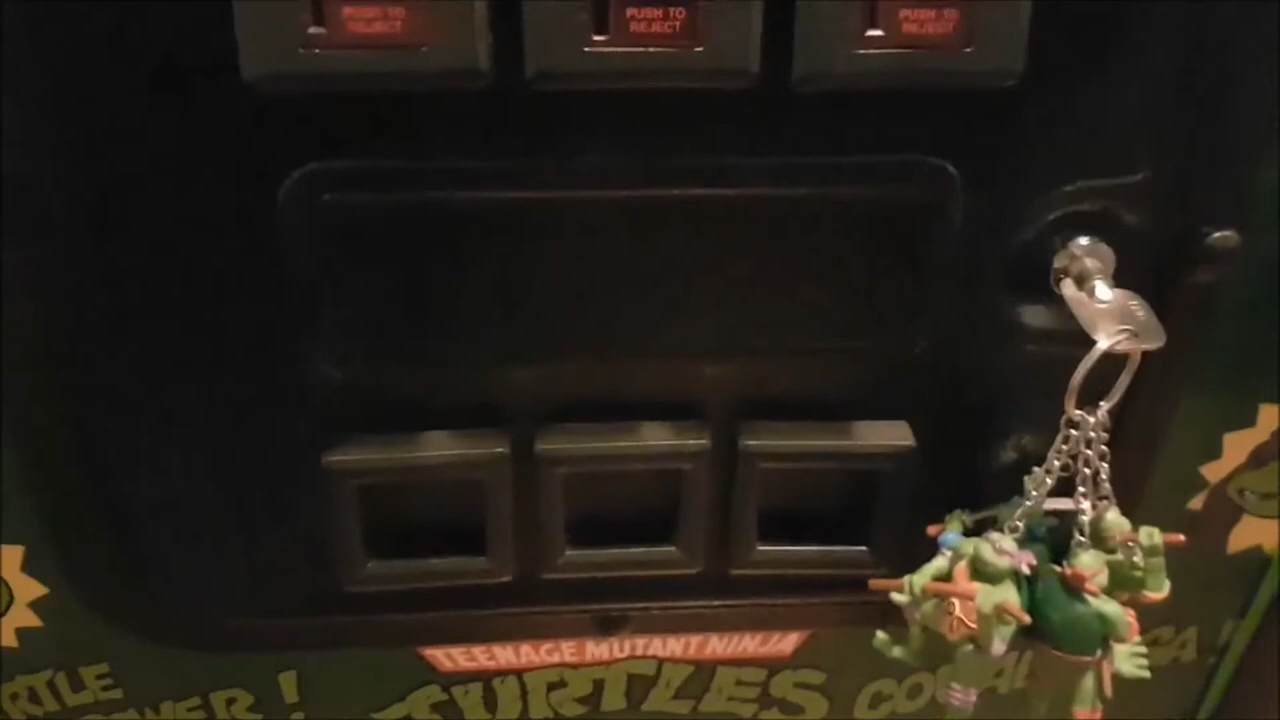 PUSH TO
REJECT
PUSH TO
REJECT
PUSH TO
REJECT
TEENAGE MUTANT NINJA
TURTLES